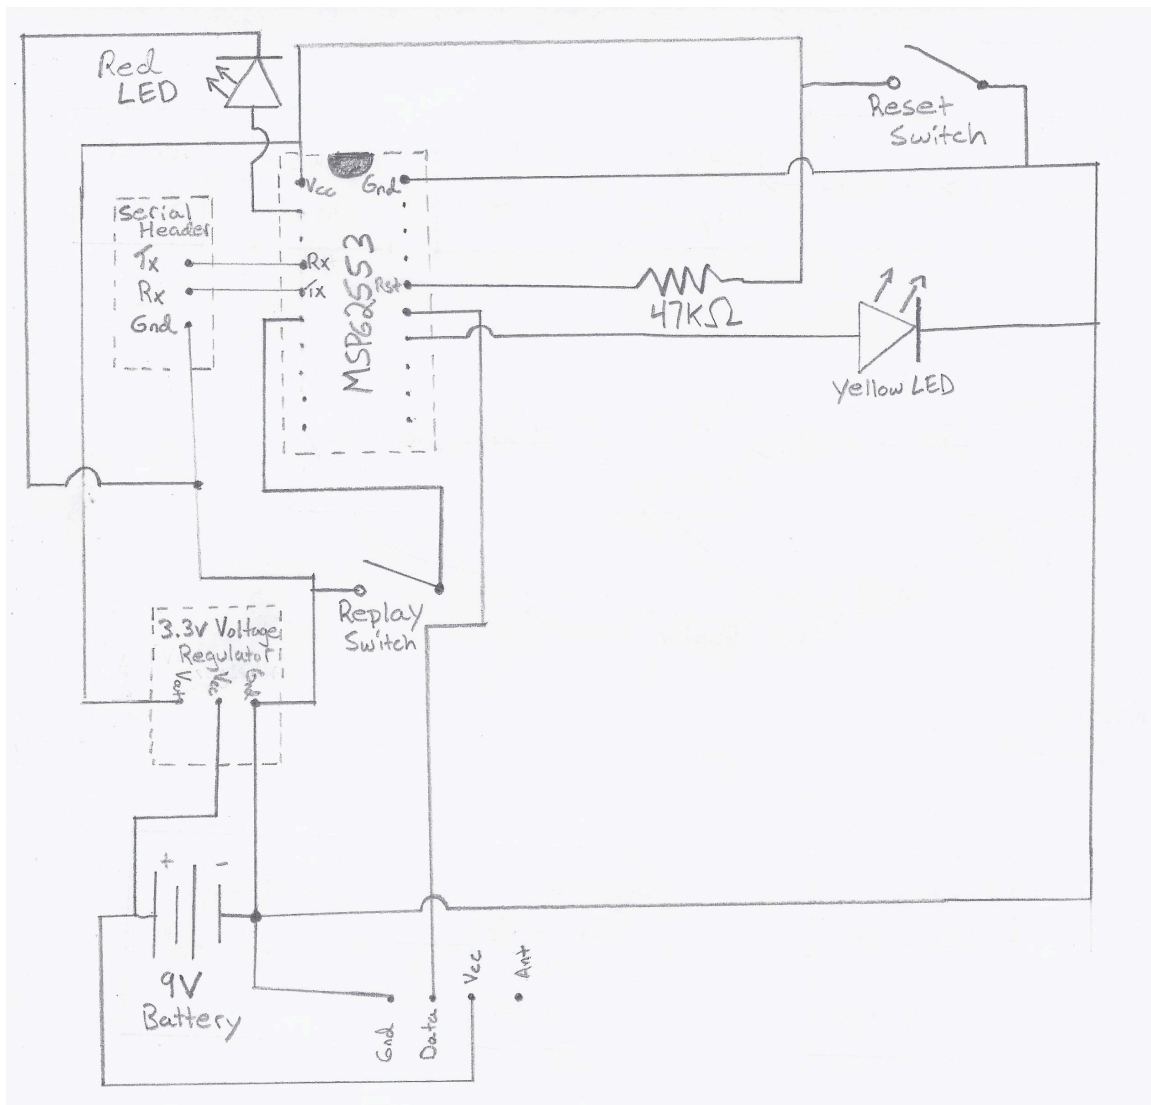 Red
LED
Reset
Switch
Vcc
Gnd
Serial
Header
Tx
Rx
Gnd
Rx
Tx
Rst
MSP62553
47KΩ
Yellow LED
Replay
Switch
3.3v Voltage
Regulator
Vout
Vcc
Gnd
+
-
9V
Battery
Gnd
Data
Vcc
Ant